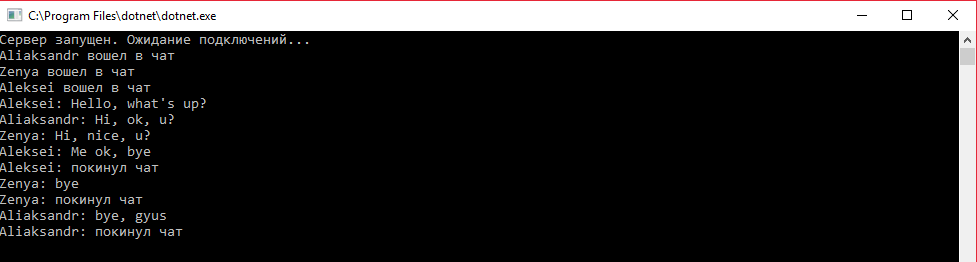 C:\Program Files\dotnet\dotnet.exe
Сервер запущен. Ожидание подключений...
Aliaksandr вошел в чат
Zenya вошел в чат
Aleksei вошел в чат
Aleksei: Hello, what's up?
Aliaksandr: Hi, ok, u?
Zenya: Hi, nice, u?
Aleksei: Me ok, bye
Aleksei: покинул чат
Zenya: bye
Zenya: покинул чат
Aliaksandr: bye, gyus
Aliaksandr: покинул чат